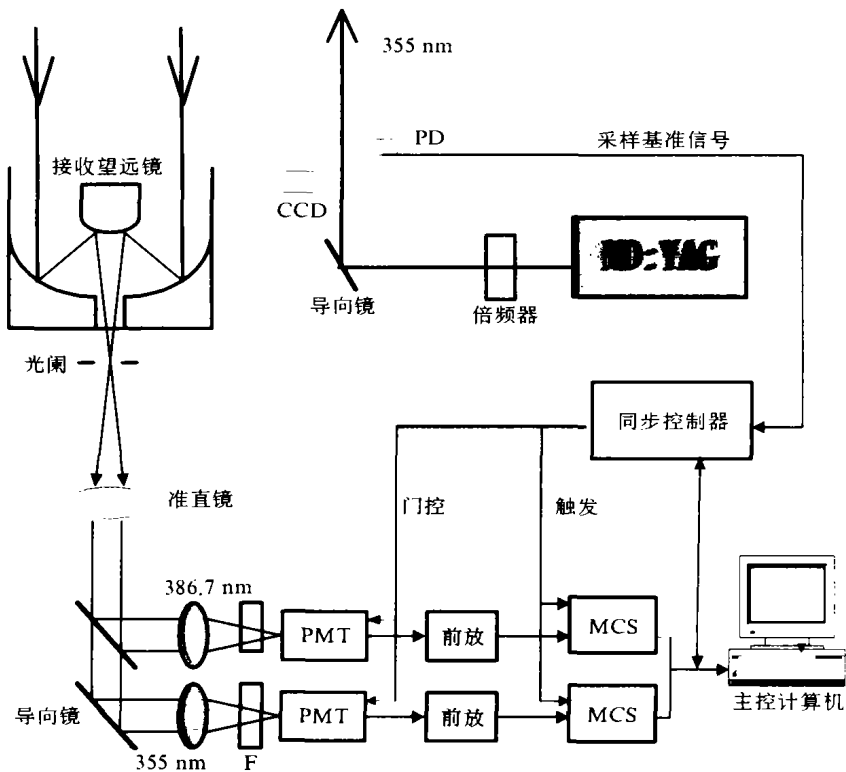 355 nm
PD
采样基准信号
接收望远镜
CCD
ND:YAG
导向镜
倍频器
光阑
同步控制器
准直镜
门控
触发
386.7 nm
PMT
前放
MCS
导向镜
PMT
前放
MCS
主控计算机
355 nm
F